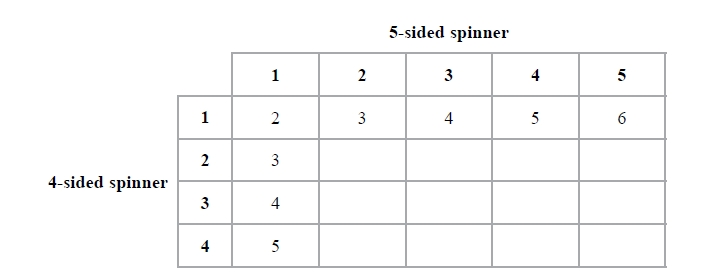 5-sided spinner
1 2 3 4 5
1 2 3 4 5 6
2 3
4-sided spinner
3 4
4 5